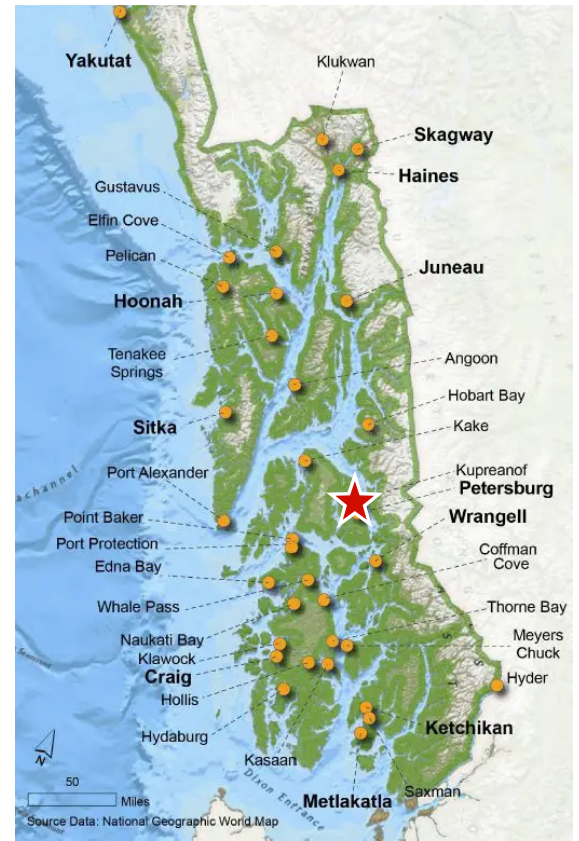 Yakutat
Klukwan
Skagway
Haines
Gustavus
Elfin Cove
Pelican
Juneau
Hoonah
Tenakee
Springs
Angoon
Hobart Bay
Sitka
Kake
Port Alexander
Kupreanof
Petersburg
Point Baker
Wrangell
Port Protection
Coffman
Cove
Edna Bay
Whale Pass
Thorne Bay
Naukati Bay
Meyers
Chuck
Klawock
Craig
Hyder
Hollis
Ketchikan
Hydaburg
Kasaan
Saxman
Metlakatla
Dixon Entrance
N
50
Miles
Source Data: National Geographic World Map